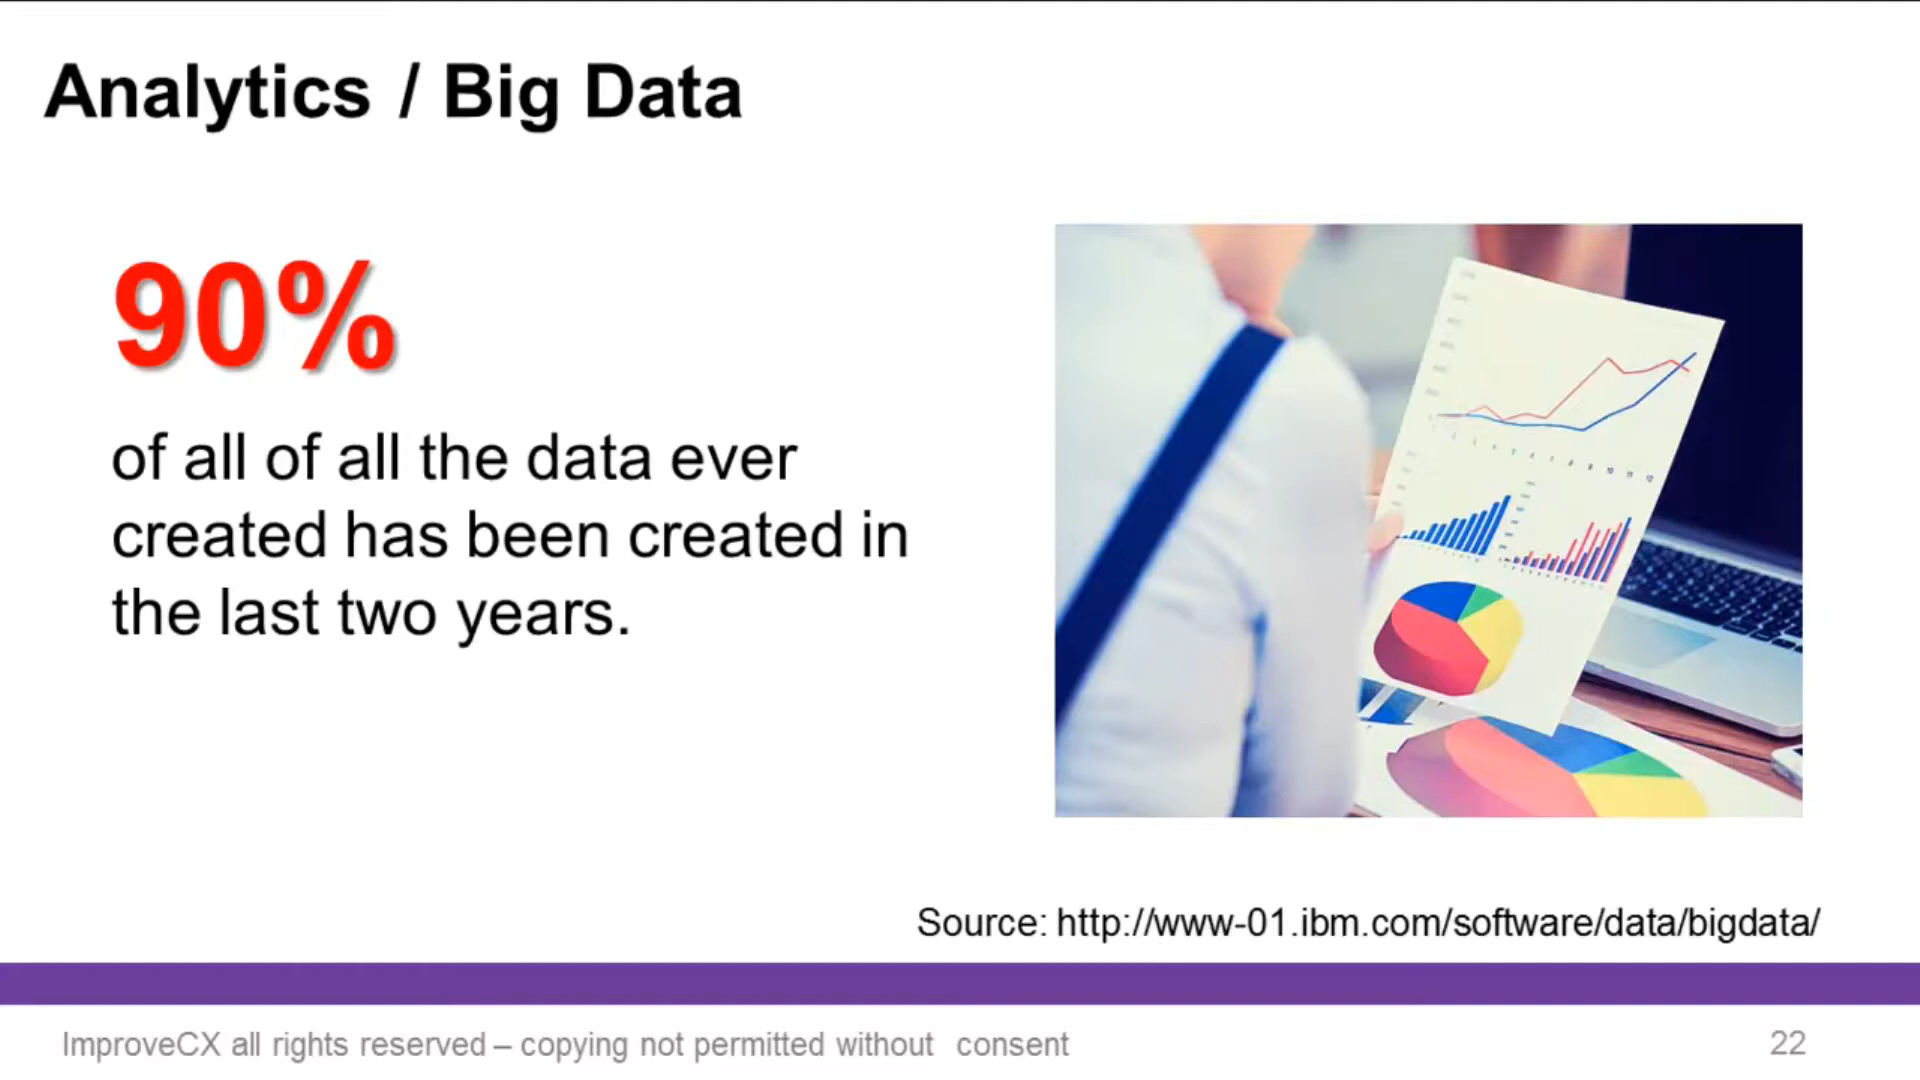 Analytics / Big Data
90%
of all of all the data ever
created has been created in
the last two years.
Source: http://www-01.ibm.com/software/data/bigdata/
ImproveCX all rights reserved – copying not permitted without consent
22